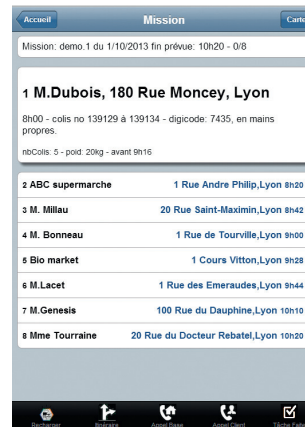 Accueil Mission Carte
Mission: demo.1 du 1/10/2013 fin prévue: 10h20 - 0/8
1 M.Dubois, 180 Rue Moncey, Lyon
8h00 - colis no 139129 à 139134 - digicode: 7435, en mains
propres.
nbColis: 5 - poid: 20kg - avant 9h16
2 ABC supermarche 1 Rue Andre Philip,Lyon 8h20
3 M. Millau 20 Rue Saint-Maximin,Lyon 8h42
4 M. Bonneau 1 Rue de Tourville,Lyon 9h00
5 Bio market 1 Cours Vitton,Lyon 9h28
6 M.Lacet 1 Rue des Emeraudes,Lyon 9h44
7 M.Genesis 100 Rue du Dauphine,Lyon 10h10
8 Mme Tourraine 20 Rue du Docteur Rebatel,Lyon 10h20
Recharger Itinéraire Appel Base Appel Client Tâche Faite